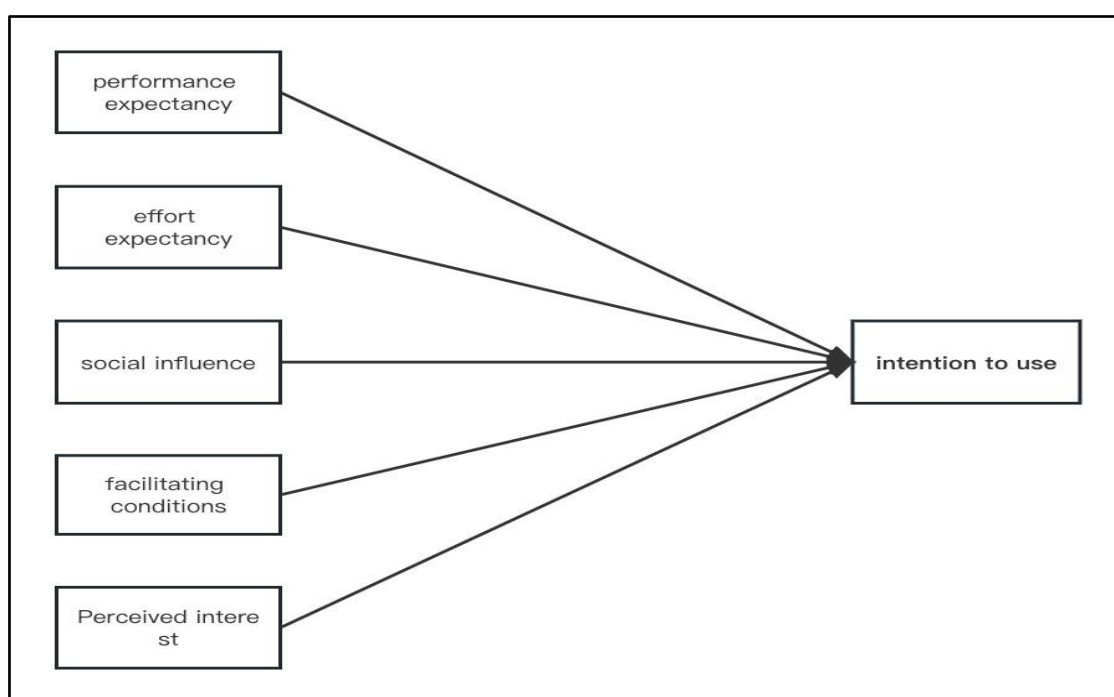 performance
expectancy
effort
expectancy
social influence
intention to use
facilitating
conditions
Perceived intere
st